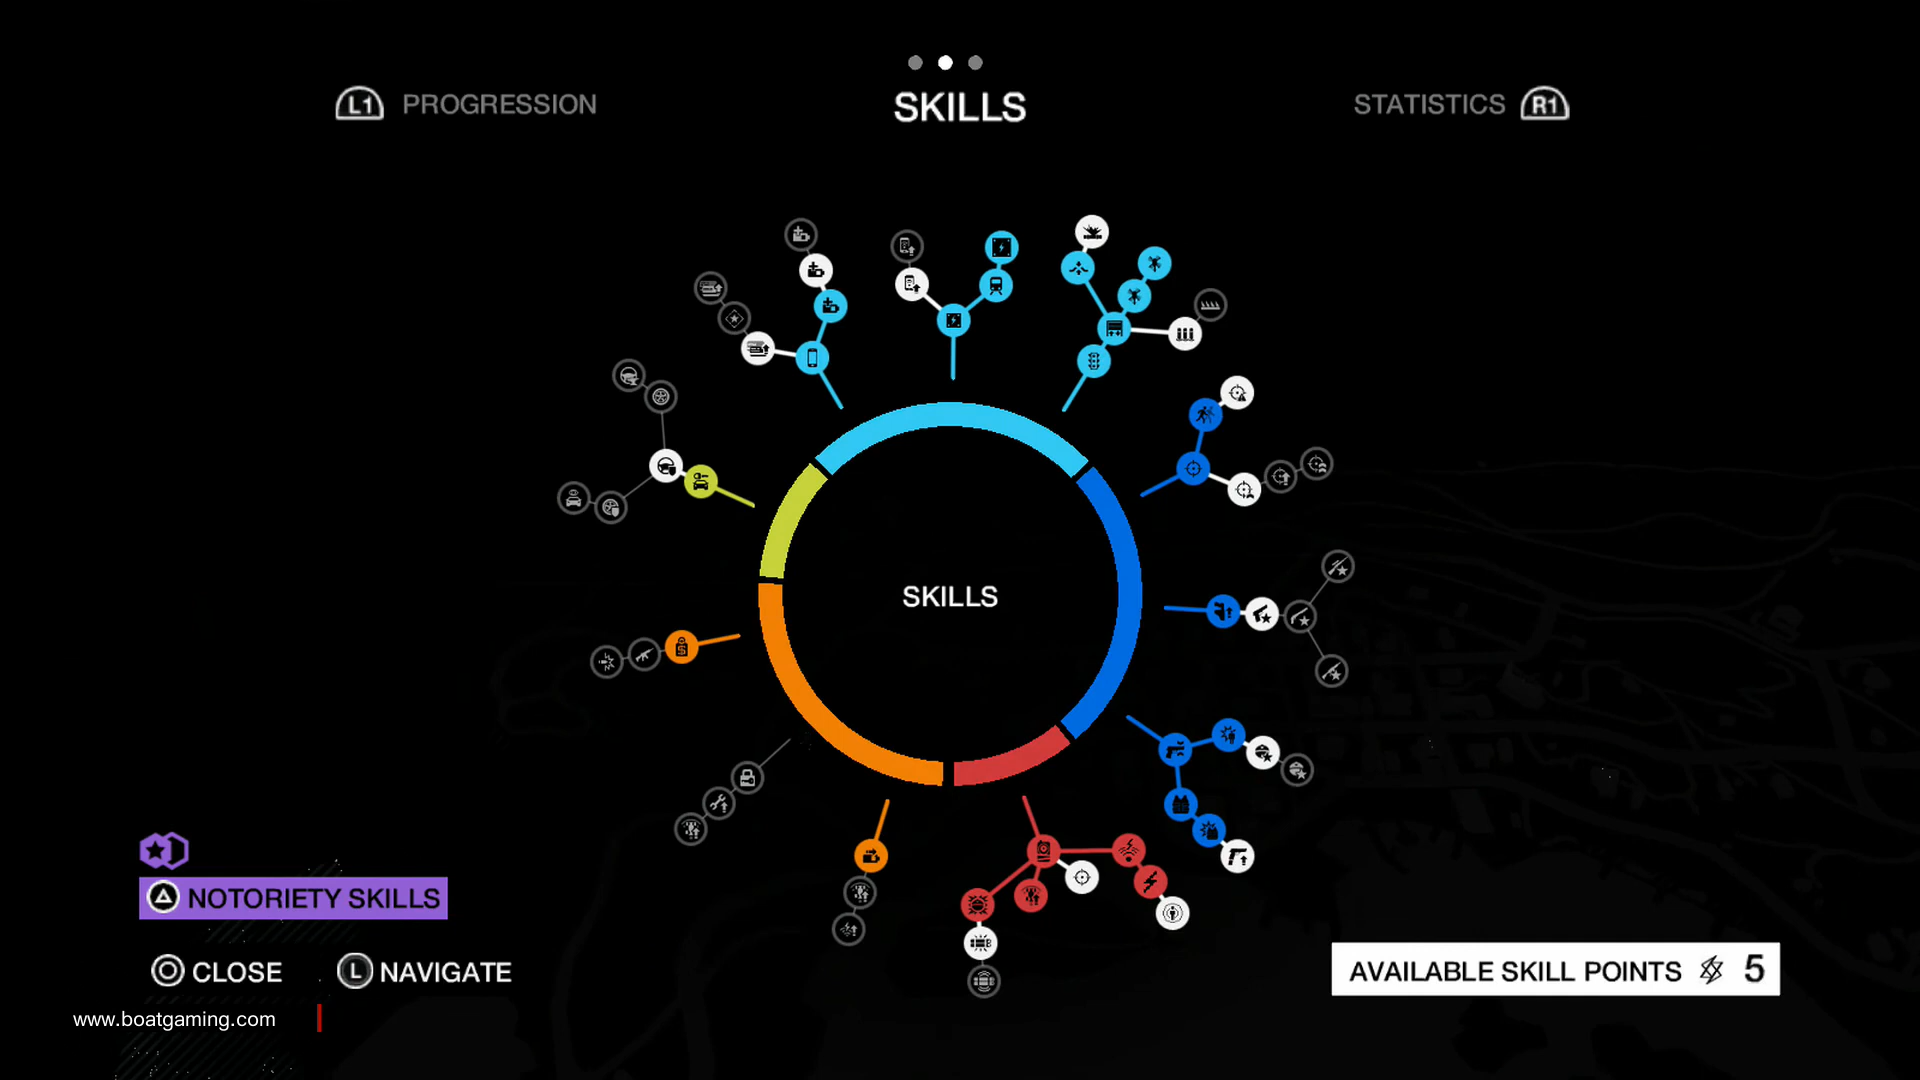 L1 PROGRESSION
SKILLS
STATISTICS R1
SKILLS
NOTORIETY SKILLS
CLOSE
L NAVIGATE
AVAILABLE SKILL POINTS 5
www.boatgaming.com